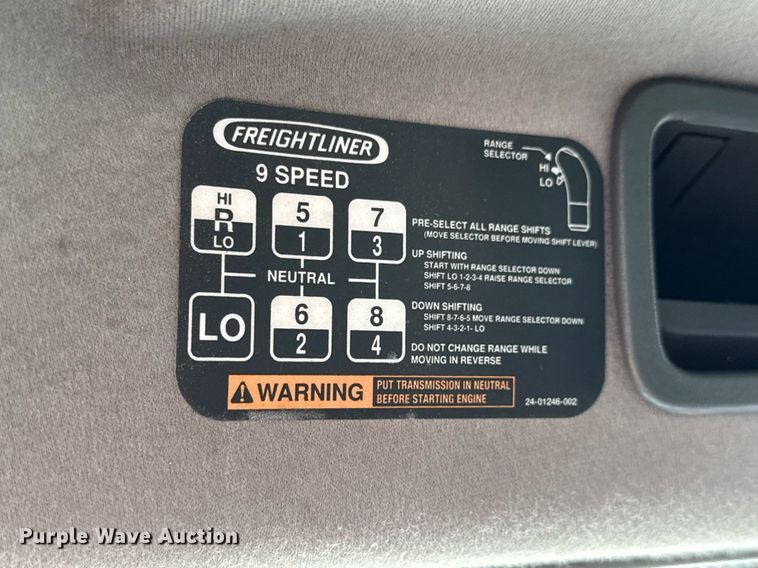 FREIGHTLINER
9 SPEED
RANGE
SELECTOR
HI
LO
HI
R
LO
5
1
7
3
NEUTRAL
LO
6
2
8
4
PRE-SELECT ALL RANGE SHIFTS
(MOVE SELECTOR BEFORE MOVING SHIFT LEVER)
UP SHIFTING
START WITH RANGE SELECTOR DOWN
SHIFT LO 1-2-3-4 RAISE RANGE SELECTOR
SHIFT 5-6-7-8
DOWN SHIFTING
SHIFT 8-7-6-5 MOVE RANGE SELECTOR DOWN
SHIFT 4-3-2-1- LO
DO NOT CHANGE RANGE WHILE
MOVING IN REVERSE
WARNING
PUT TRANSMISSION IN NEUTRAL
BEFORE STARTING ENGINE
24-01246-002
Purple Wave Auction